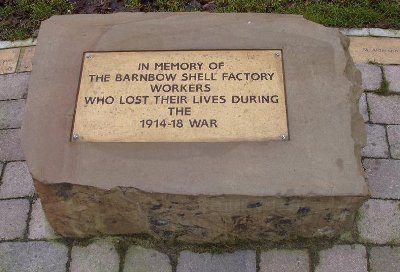 IN MEMORY OF
THE BARNBOW SHELL FACTORY
WORKERS
WHO LOST THEIR LIVES DURING
THE
1914-18 WAR